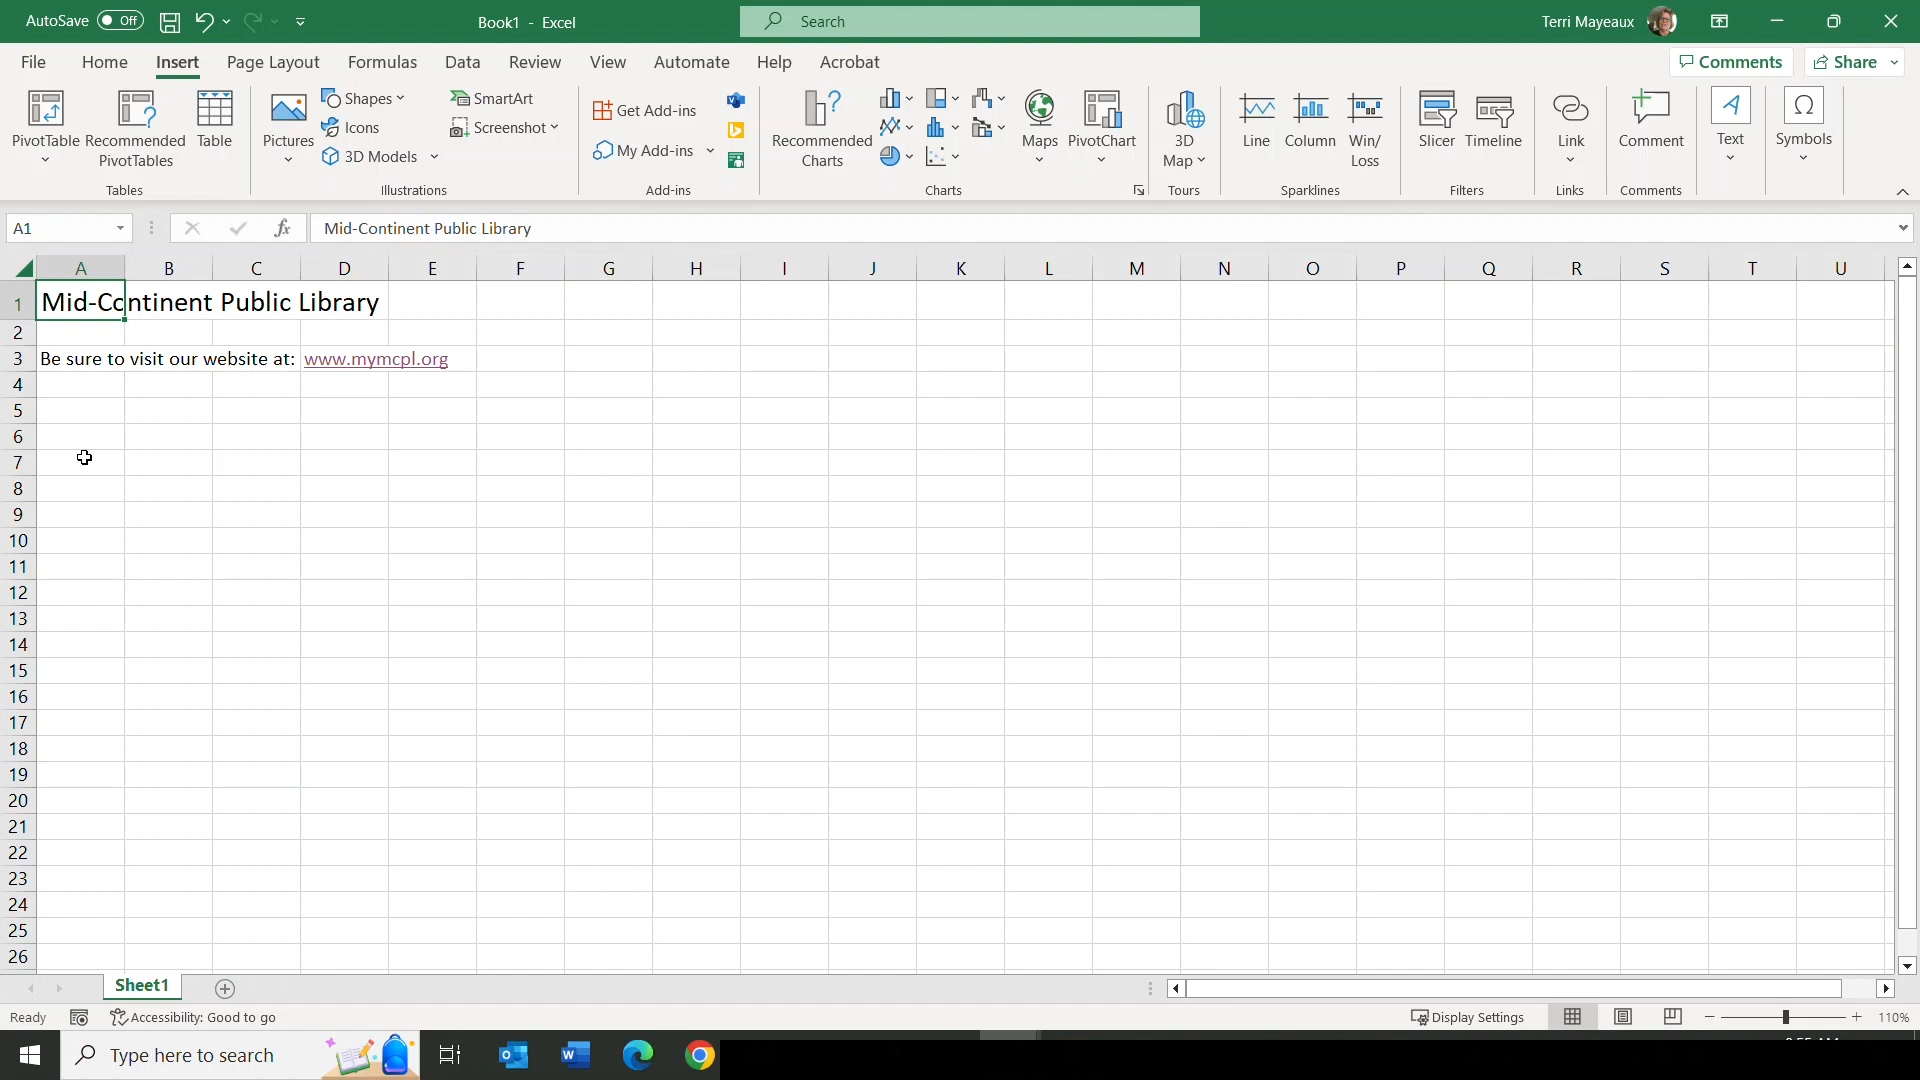 AutoSave Off Book1 - Excel Search Terri Mayeaux
File Home Insert Page Layout Formulas Data Review View Automate Help Acrobat Comments Share
PivotTable
Recommended PivotTables
Table
Tables
Pictures
Shapes
Icons
3D Models
SmartArt
Screenshot
Illustrations
Get Add-ins
My Add-ins
Add-ins
Recommended Charts
Maps
PivotChart
Charts
3D Map
Tours
Line
Column
Win/ Loss
Sparklines
Slicer
Timeline
Filters
Link
Links
Comment
Comments
Text
Symbols
A1 fx Mid-Continent Public Library
A B C D E F G H I J K L M N O P Q R S T U
1 Mid-Continent Public Library
2
3 Be sure to visit our website at: www.mymcpl.org
4
5
6
7
8
9
10
11
12
13
14
15
16
17
18
19
20
21
22
23
24
25
26
Sheet1
Ready Accessibility: Good to go Display Settings 110%
Type here to search